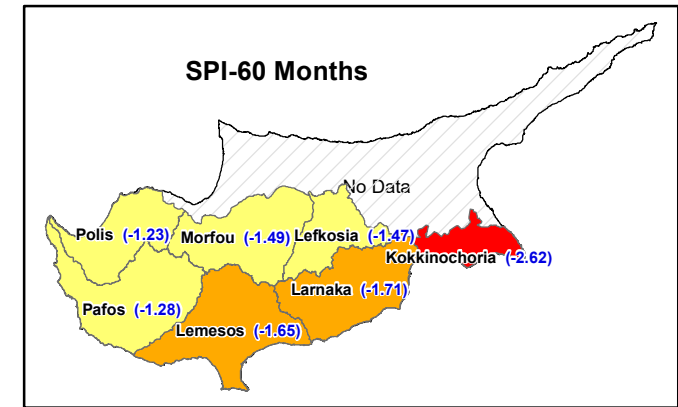 SPI-60 Months
No Data
Polis (-1.23)
Morfou (-1.49)
Lefkosia (-1.47)
Kokkinochoria (-2.62)
Larnaka (-1.71)
Pafos (-1.28)
Lemesos (-1.65)